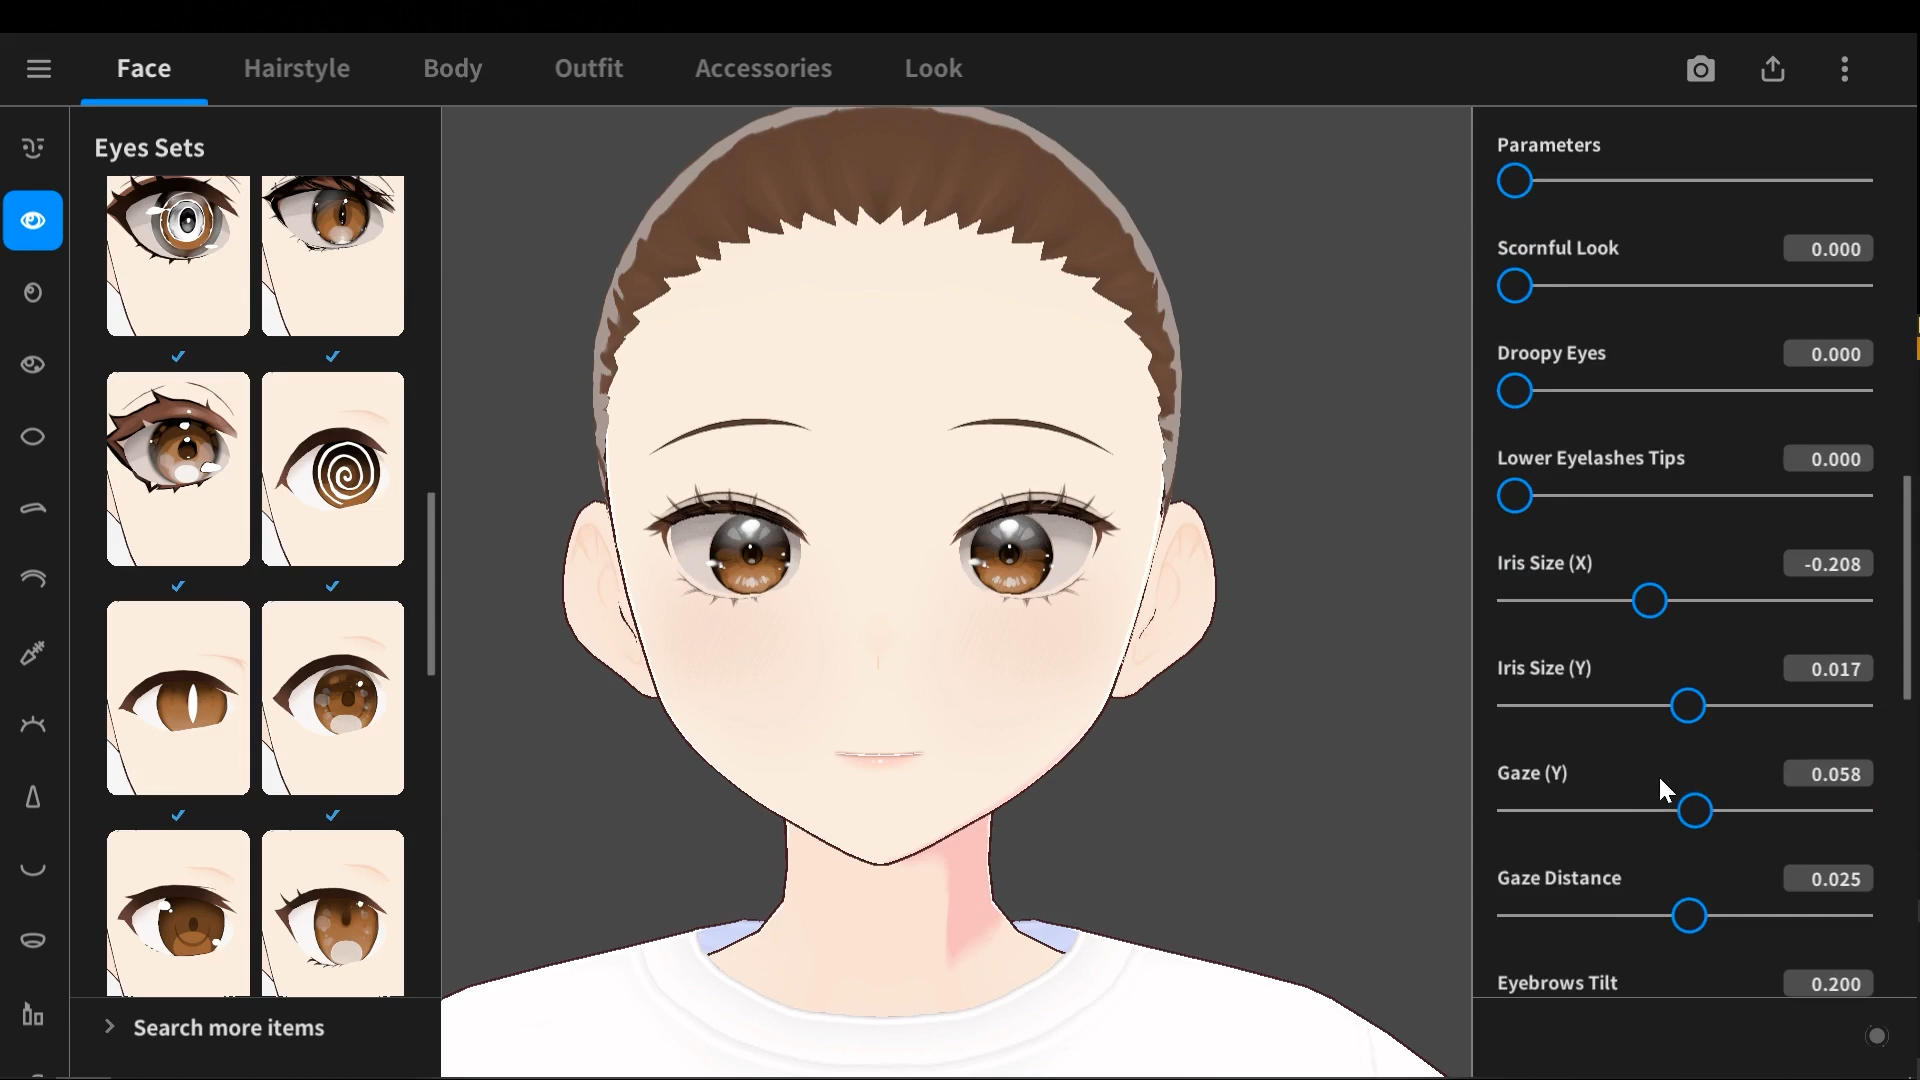 Face Hairstyle Body Outfit Accessories Look
Eyes Sets
Search more items
Parameters
Scornful Look 0.000
Droopy Eyes 0.000
Lower Eyelashes Tips 0.000
Iris Size (X) -0.208
Iris Size (Y) 0.017
Gaze (Y) 0.058
Gaze Distance 0.025
Eyebrows Tilt 0.200